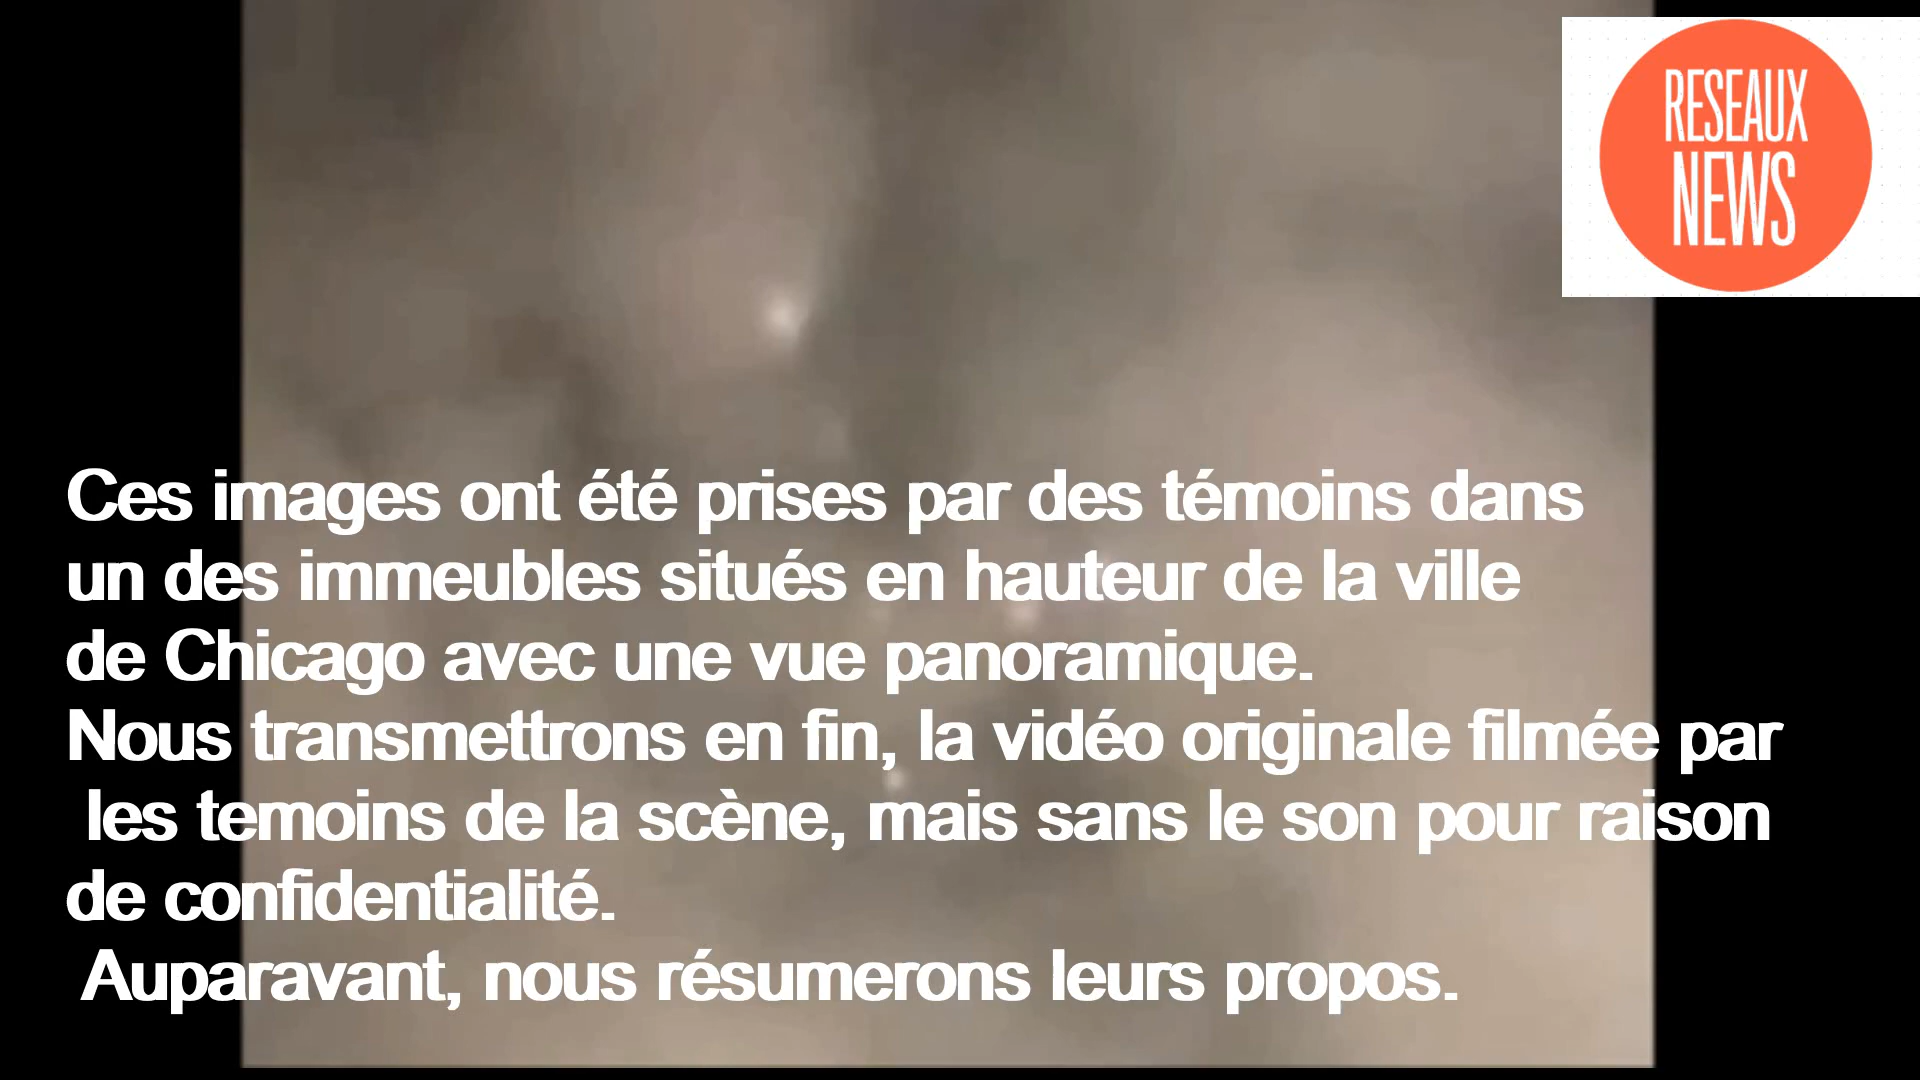 RESEAUX
NEWS
Ces images ont été prises par des témoins dans
un des immeubles situés en hauteur de la ville
de Chicago avec une vue panoramique.
Nous transmettrons en fin, la vidéo originale filmée par
les temoins de la scène, mais sans le son pour raison
de confidentialité.
Auparavant, nous résumerons leurs propos.